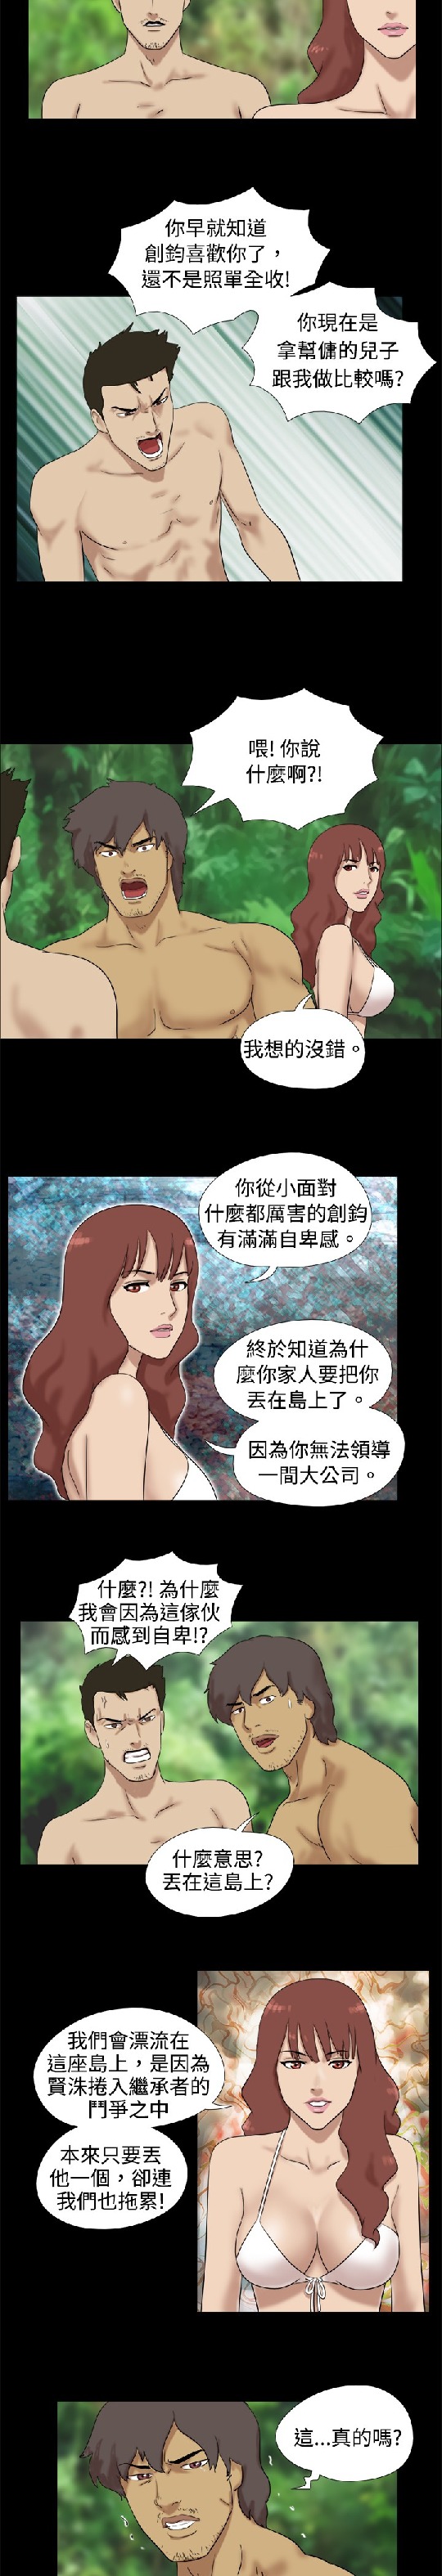 你早就知道
創鈞喜歡你了，
還不是照單全收!
你現在是
拿幫傭的兒子
跟我做比較嗎?
喂! 你說
什麼啊?!
我想的沒錯。
你從小面對
什麼都厲害的創鈞
有滿滿自卑感。
終於知道為什
麼你家人要把你
丟在島上了。
因為你無法領導
一間大公司。
什麼?! 為什麼
我會因為這傢伙
而感到自卑!?
什麼意思?
丟在這島上?
我們會漂流在
這座島上，是因為
賢洙捲入繼承者的
鬥爭之中
本來只要丟
他一個，卻連
我們也拖累!
這...真的嗎?